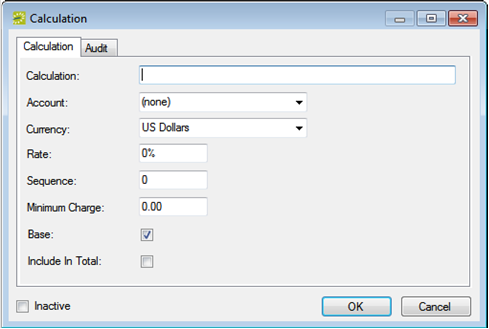 Calculation
Calculation Audit
Calculation:
Account: (none)
Currency: US Dollars
Rate: 0%
Sequence: 0
Minimum Charge: 0.00
Base:
Include In Total:
Inactive OK Cancel